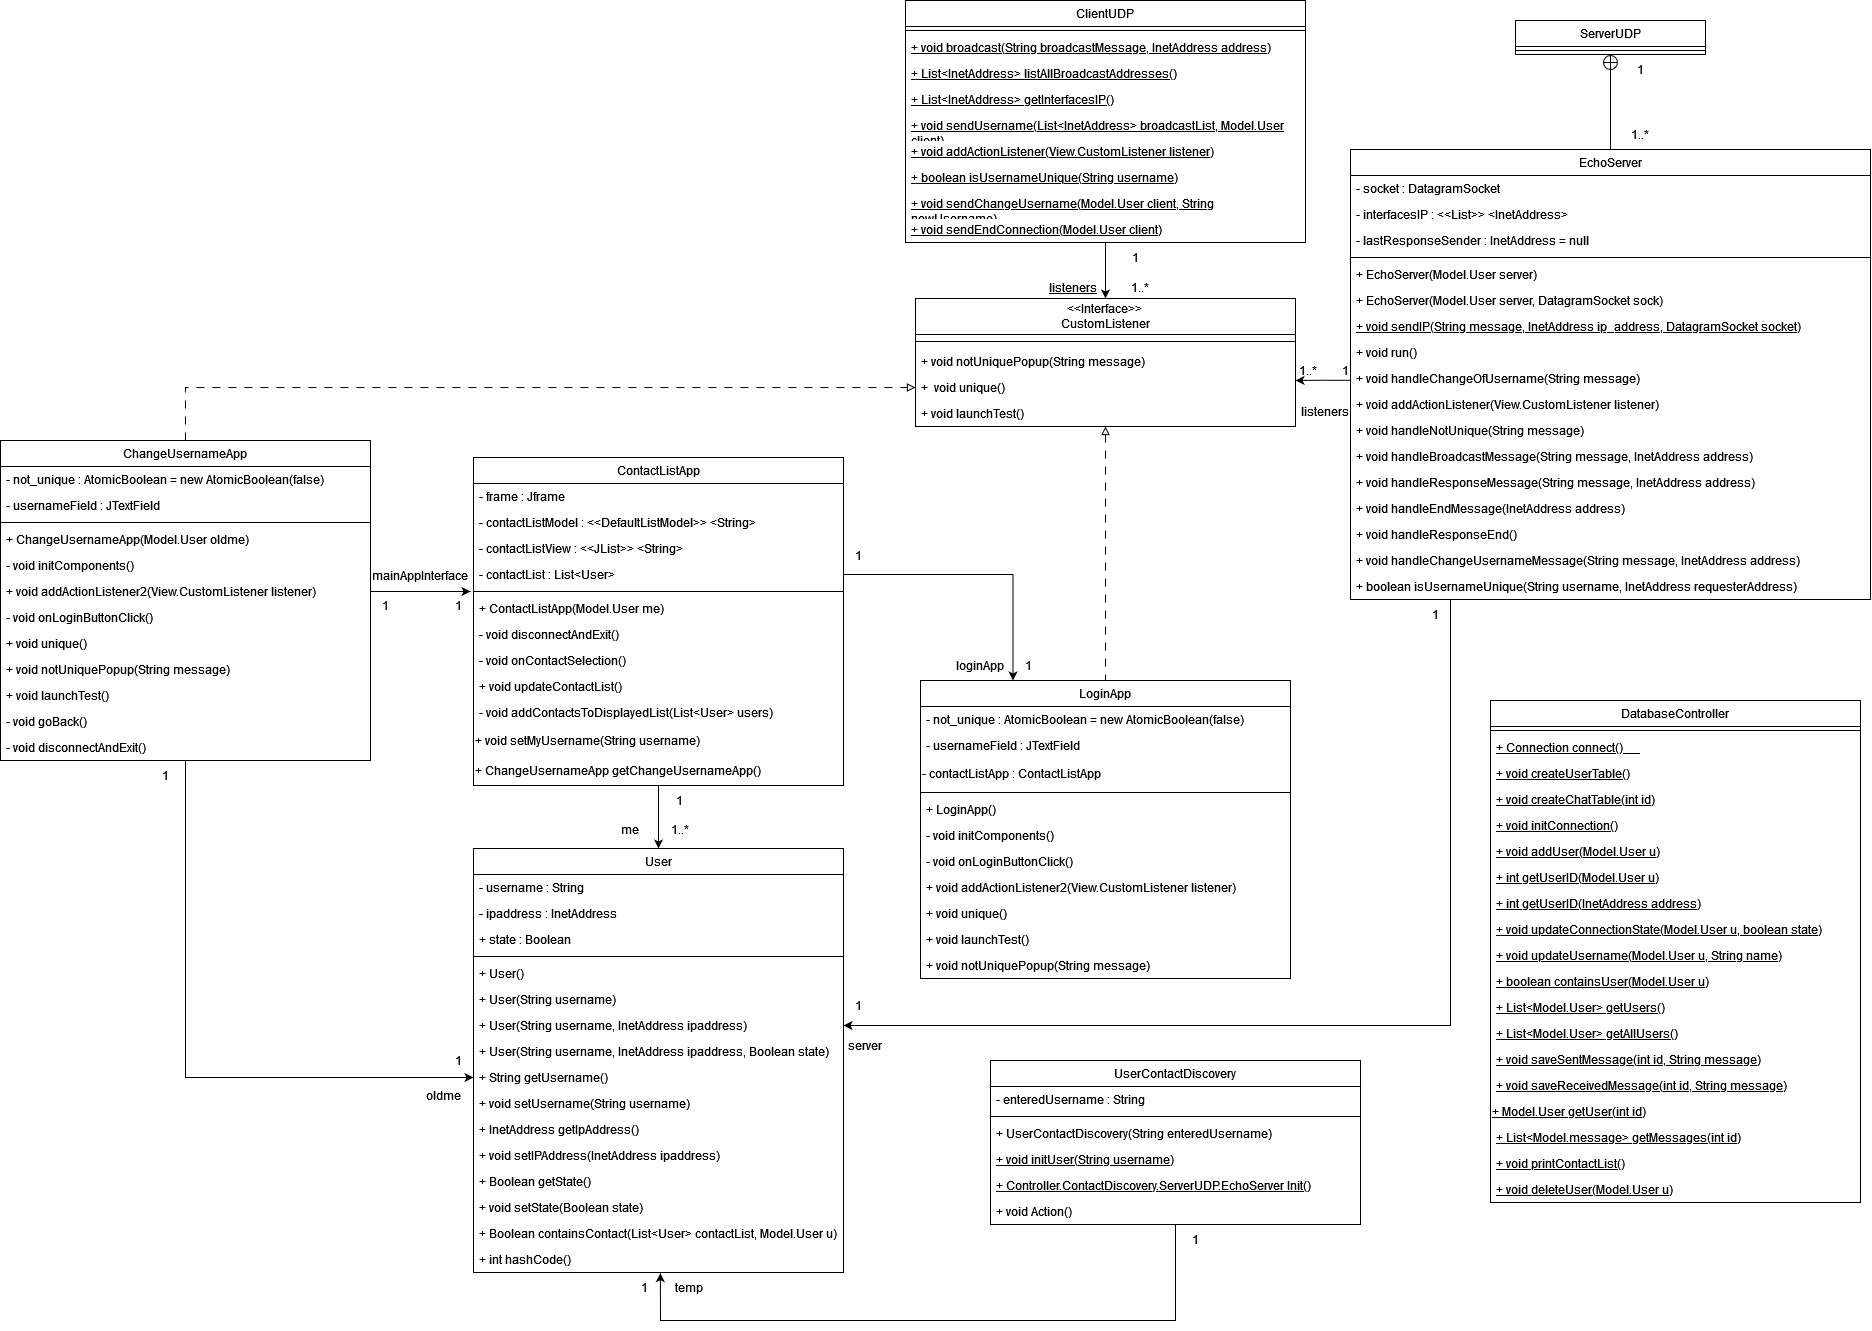 ClientUDP
+ void broadcast(String broadcastMessage, InetAddress address)
+ List<InetAddress> listAllBroadcastAddresses()
+ List<InetAddress> getInterfacesIP()
+ void sendUsername(List<InetAddress> broadcastList, Model.User
client)
+ void addActionListener(View.CustomListener listener)
+ boolean isUsernameUnique(String username)
+ void sendChangeUsername(Model.User client, String
newUsername)
+ void sendEndConnection(Model.User client)
1
listeners
1..*
ServerUDP
1
1..*
EchoServer
- socket : DatagramSocket
- interfacesIP : <<List>> <InetAddress>
- lastResponseSender : InetAddress = null
+ EchoServer(Model.User server)
+ EchoServer(Model.User server, DatagramSocket sock)
+ void sendIP(String message, InetAddress ip_address, DatagramSocket socket)
+ void run()
+ void handleChangeOfUsername(String message)
+ void addActionListener(View.CustomListener listener)
+ void handleNotUnique(String message)
+ void handleBroadcastMessage(String message, InetAddress address)
+ void handleResponseMessage(String message, InetAddress address)
+ void handleEndMessage(InetAddress address)
+ void handleResponseEnd()
+ void handleChangeUsernameMessage(String message, InetAddress address)
+ boolean isUsernameUnique(String username, InetAddress requesterAddress)
1
<<Interface>>
CustomListener
+ void notUniquePopup(String message)
+ void unique()
+ void launchTest()
1..*
1
listeners
ChangeUsernameApp
- not_unique : AtomicBoolean = new AtomicBoolean(false)
- usernameField : JTextField
+ ChangeUsernameApp(Model.User oldme)
- void initComponents()
+ void addActionListener2(View.CustomListener listener)
- void onLoginButtonClick()
+ void unique()
+ void notUniquePopup(String message)
+ void launchTest()
- void goBack()
- void disconnectAndExit()
1
mainAppInterface
1
1
ContactListApp
- frame : Jframe
- contactListModel : <<DefaultListModel>> <String>
- contactListView : <<JList>> <String>
- contactList : List<User>
+ ContactListApp(Model.User me)
- void disconnectAndExit()
- void onContactSelection()
+ void updateContactList()
- void addContactsToDisplayedList(List<User> users)
+ void setMyUsername(String username)
+ ChangeUsernameApp getChangeUsernameApp()
1
loginApp
1
1
me
1..*
LoginApp
- not_unique : AtomicBoolean = new AtomicBoolean(false)
- usernameField : JTextField
- contactListApp : ContactListApp
+ LoginApp()
- void initComponents()
- void onLoginButtonClick()
+ void addActionListener2(View.CustomListener listener)
+ void unique()
+ void launchTest()
+ void notUniquePopup(String message)
DatabaseController
+ Connection connect()
+ void createUserTable()
+ void createChatTable(int id)
+ void initConnection()
+ void addUser(Model.User u)
+ int getUserID(Model.User u)
+ int getUserID(InetAddress address)
+ void updateConnectionState(Model.User u, boolean state)
+ void updateUsername(Model.User u, String name)
+ boolean containsUser(Model.User u)
+ List<Model.User> getUsers()
+ List<Model.User> getAllUsers()
+ void saveSentMessage(int id, String message)
+ void saveReceivedMessage(int id, String message)
+ Model.User getUser(int id)
+ List<Model.message> getMessages(int id)
+ void printContactList()
+ void deleteUser(Model.User u)
User
- username : String
- ipaddress : InetAddress
+ state : Boolean
+ User()
+ User(String username)
+ User(String username, InetAddress ipaddress)
+ User(String username, InetAddress ipaddress, Boolean state)
+ String getUsername()
+ void setUsername(String username)
+ InetAddress getIpAddress()
+ void setIPAddress(InetAddress ipaddress)
+ Boolean getState()
+ void setState(Boolean state)
+ Boolean containsContact(List<User> contactList, Model.User u)
+ int hashCode()
1
server
1
oldme
UserContactDiscovery
- enteredUsername : String
+ UserContactDiscovery(String enteredUsername)
+ void initUser(String username)
+ Controller.ContactDiscovery.ServerUDP.EchoServer Init()
+ void Action()
1
1
temp